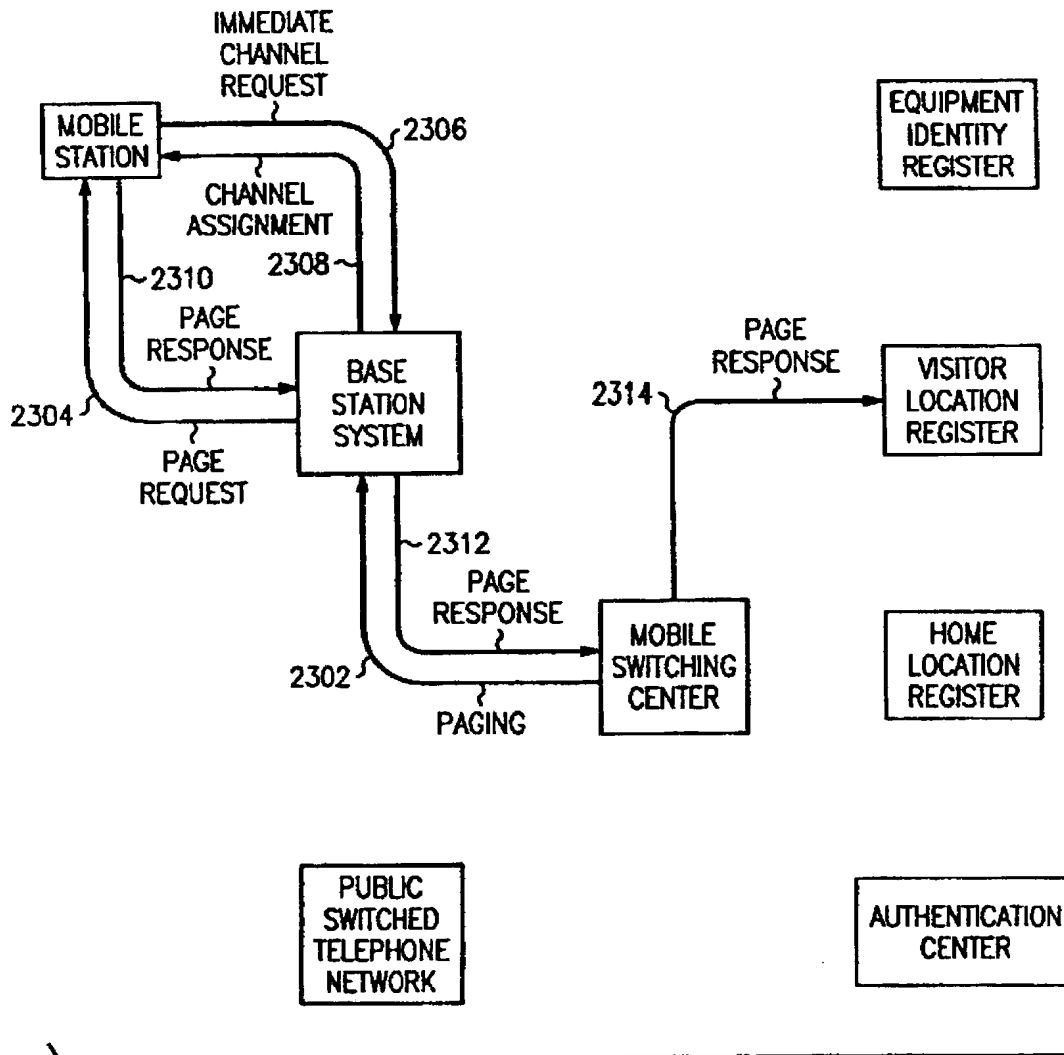 IMMEDIATE
CHANNEL
REQUEST
MOBILE
STATION
2306
EQUIPMENT
IDENTITY
REGISTER
CHANNEL
ASSIGNMENT
2308
2310
PAGE
RESPONSE
2304
PAGE
REQUEST
BASE
STATION
SYSTEM
PAGE
RESPONSE
2314
VISITOR
LOCATION
REGISTER
2312
PAGE
RESPONSE
2302
PAGING
MOBILE
SWITCHING
CENTER
HOME
LOCATION
REGISTER
PUBLIC
SWITCHED
TELEPHONE
NETWORK
AUTHENTICATION
CENTER